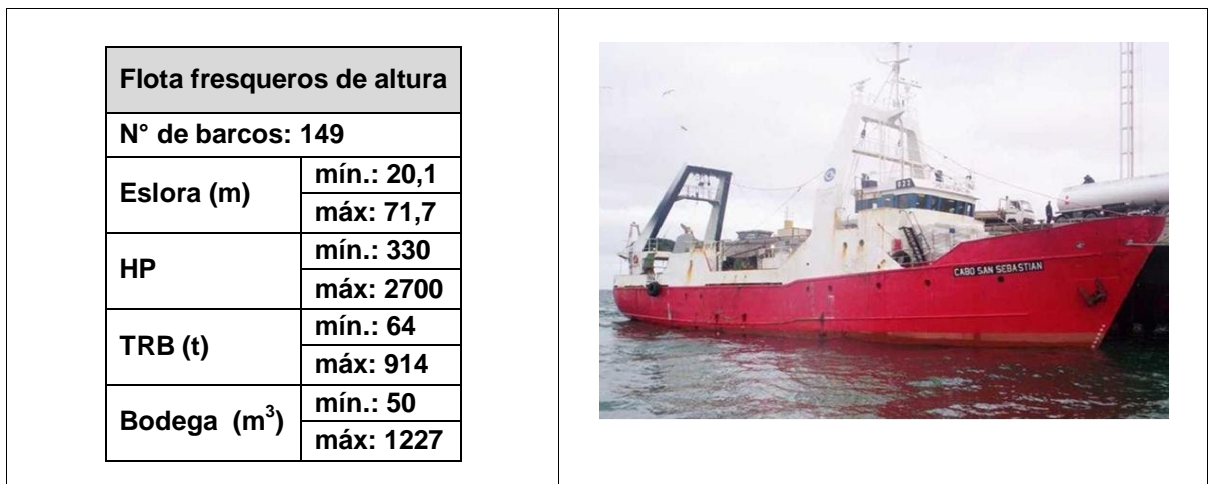 Flota fresqueros de altura
N° de barcos: 149
Eslora (m)
mín.: 20,1
máx: 71,7
HP
mín.: 330
máx: 2700
TRB (t)
mín.: 64
máx: 914
Bodega (m³)
mín.: 50
máx: 1227
CABO SAN SEBASTIAN